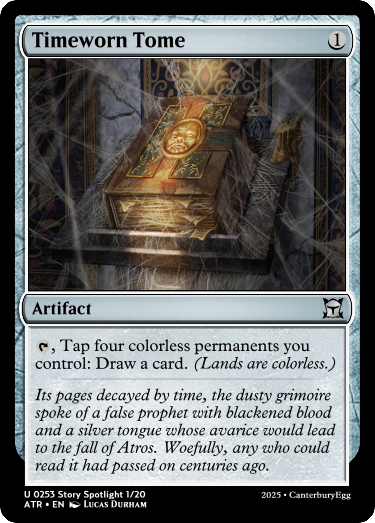 Timeworn Tome 1
Artifact
, Tap four colorless permanents you
control: Draw a card. (Lands are colorless.)
Its pages decayed by time, the dusty grimoire
spoke of a false prophet with blackened blood
and a silver tongue whose avarice would lead
to the fall of Atros. Woefully, any who could
read it had passed on centuries ago.
U 0253 Story Spotlight 1/20
ATR • EN Lucas Durham
2025 • CanterburyEgg